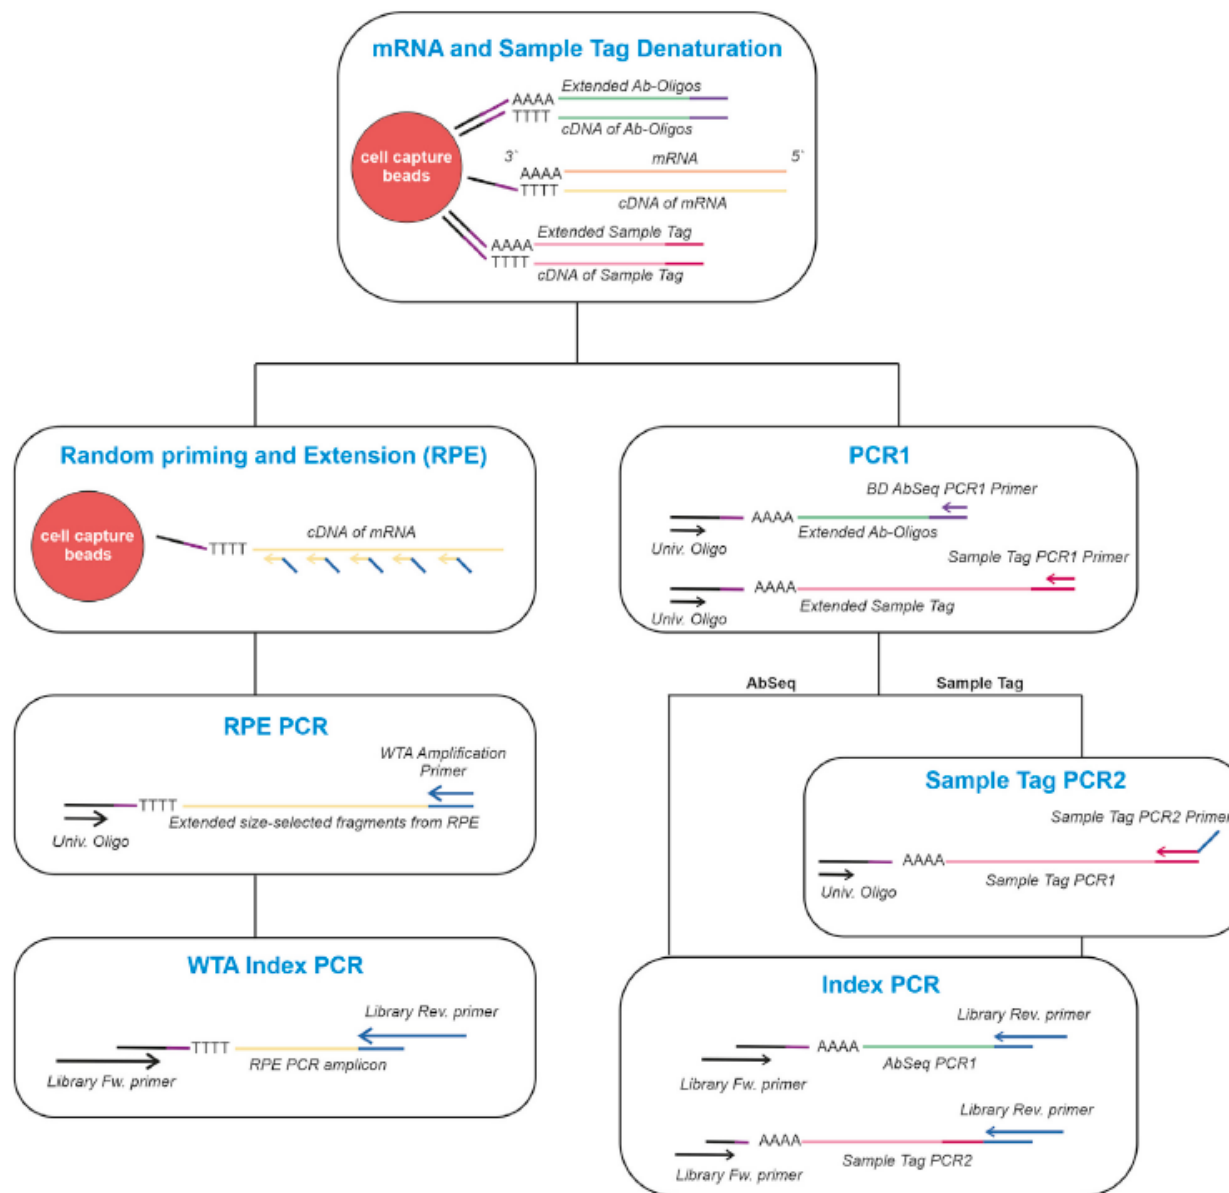 mRNA and Sample Tag Denaturation
Extended Ab-Oligos
AAAA
TTTT
cDNA of Ab-Oligos
cell capture
beads
3`
mRNA
5`
AAAA
TTTT
cDNA of mRNA
Extended Sample Tag
AAAA
TTTT
cDNA of Sample Tag
Random priming and Extension (RPE)
cell capture
beads
cDNA of mRNA
TTTT
PCR1
BD AbSeq PCR1 Primer
AAAA
Univ. Oligo
Extended Ab-Oligos
Sample Tag PCR1 Primer
AAAA
Univ. Oligo
Extended Sample Tag
AbSeq
Sample Tag
RPE PCR
WTA Amplification
Primer
TTTT
Extended size-selected fragments from RPE
Univ. Oligo
Sample Tag PCR2
Sample Tag PCR2 Primer
AAAA
Univ. Oligo
Sample Tag PCR1
WTA Index PCR
Library Rev. primer
TTTT
RPE PCR amplicon
Library Fw. primer
Index PCR
Library Rev. primer
AAAA
AbSeq PCR1
Library Fw. primer
Library Rev. primer
AAAA
Sample Tag PCR2
Library Fw. primer